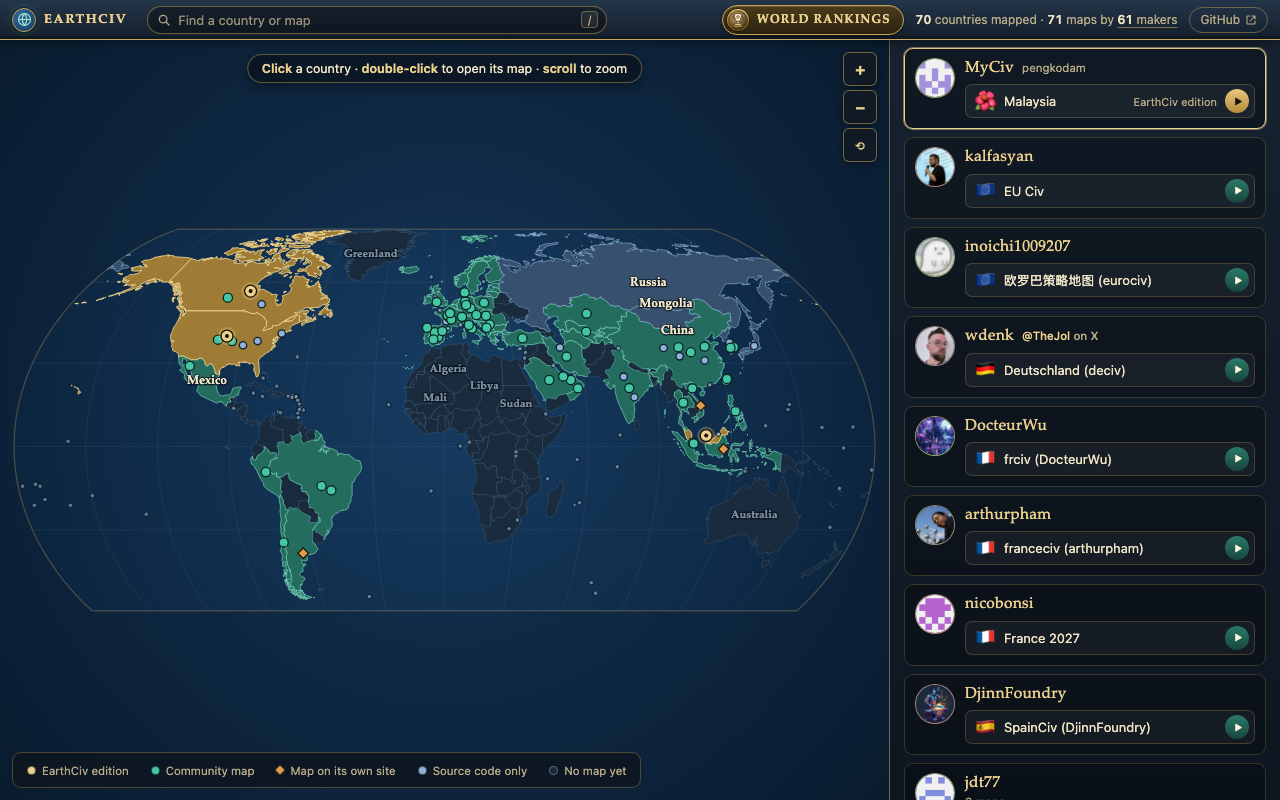 EARTHCIV
Find a country or map
/
WORLD RANKINGS
70 countries mapped · 71 maps by 61 makers
GitHub
Click a country · double-click to open its map · scroll to zoom
+
−
Greenland
Russia
Mongolia
China
Mexico
Algeria
Libya
Mali
Sudan
Australia
EarthCiv edition
Community map
Map on its own site
Source code only
No map yet
MyCiv pengkodam
Malaysia EarthCiv edition
kalfasyan
EU Civ
inoichi1009207
欧罗巴策略地图 (eurociv)
wdenk @TheJol on X
Deutschland (deciv)
DocteurWu
frciv (DocteurWu)
arthurpham
franceciv (arthurpham)
nicobonsi
France 2027
DjinnFoundry
SpainCiv (DjinnFoundry)
jdt77